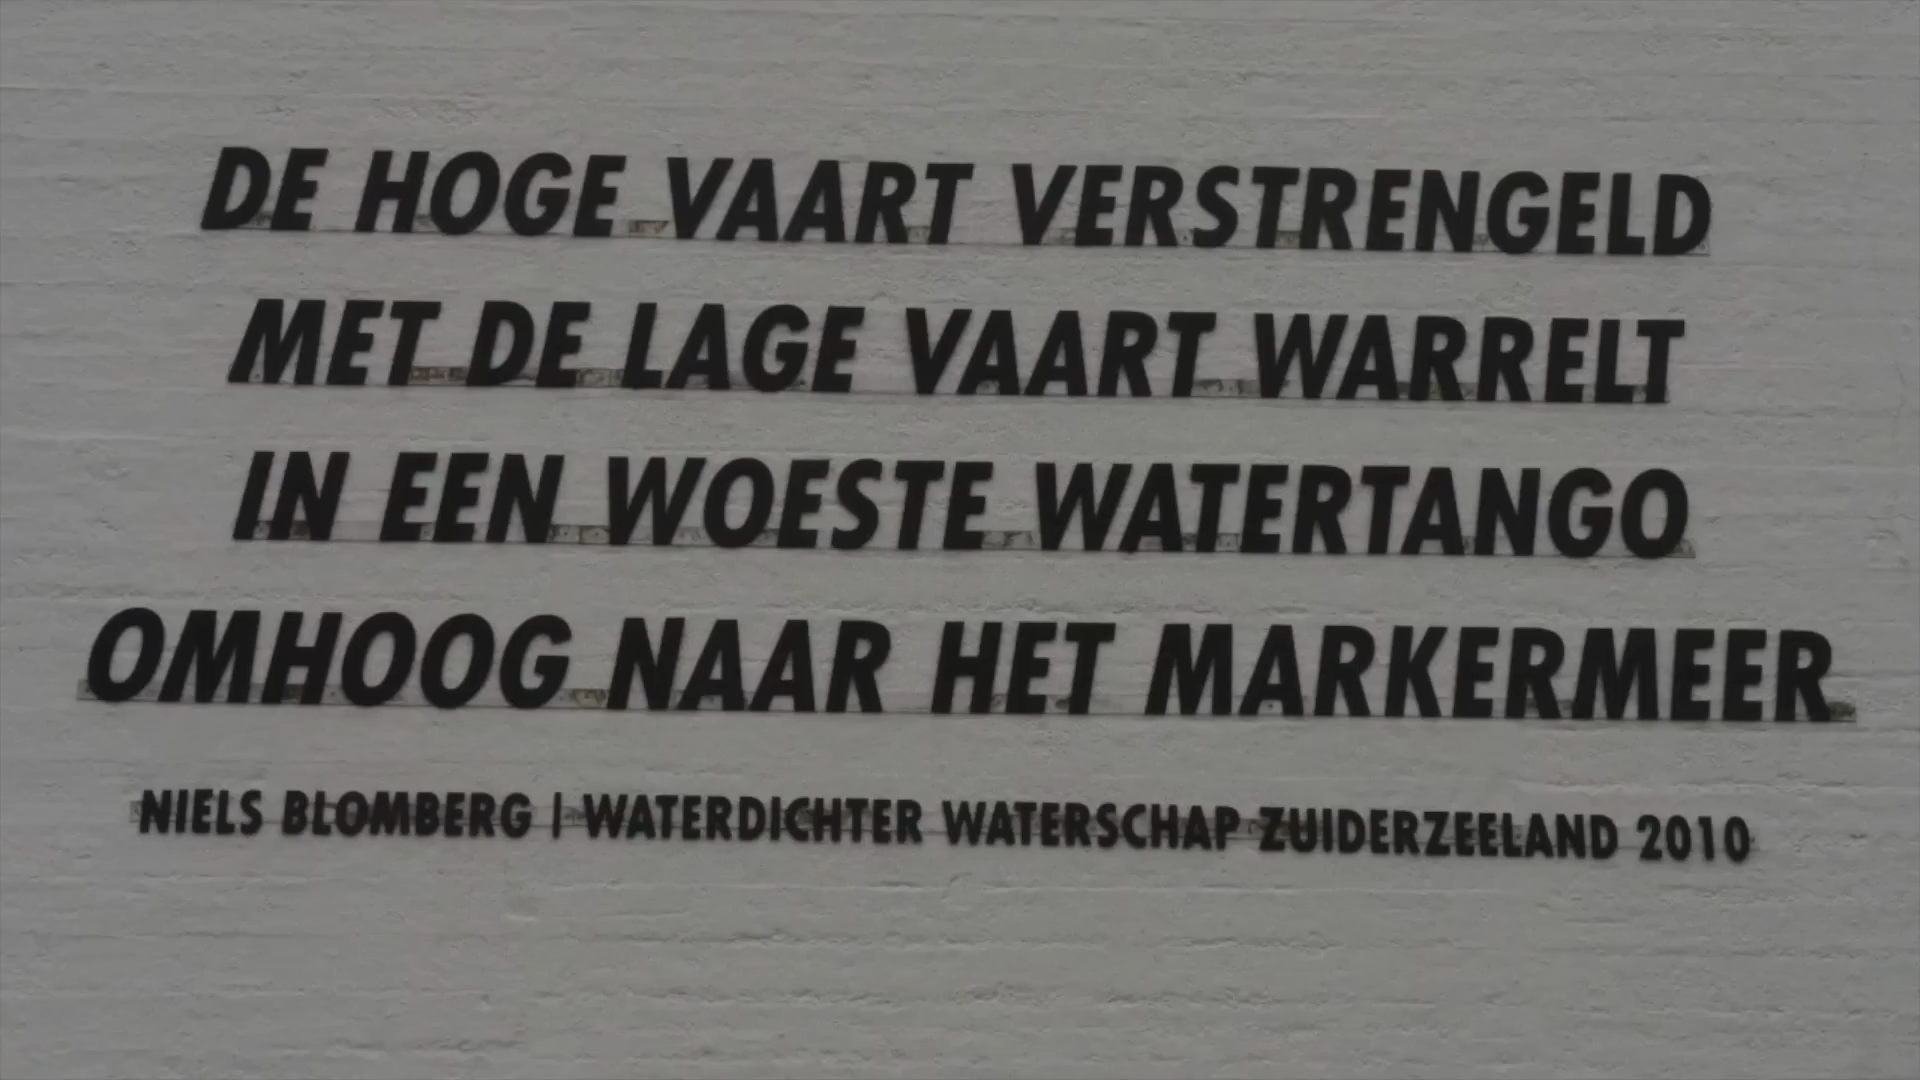 DE HOGE VAART VERSTRENGELD
MET DE LAGE VAART WARRELT
IN EEN WOESTE WATERTANGO
OMHOOG NAAR HET MARKERMEER
NIELS BLOMBERG | WATERDICHTER WATERSCHAP ZUIDERZEELAND 2010